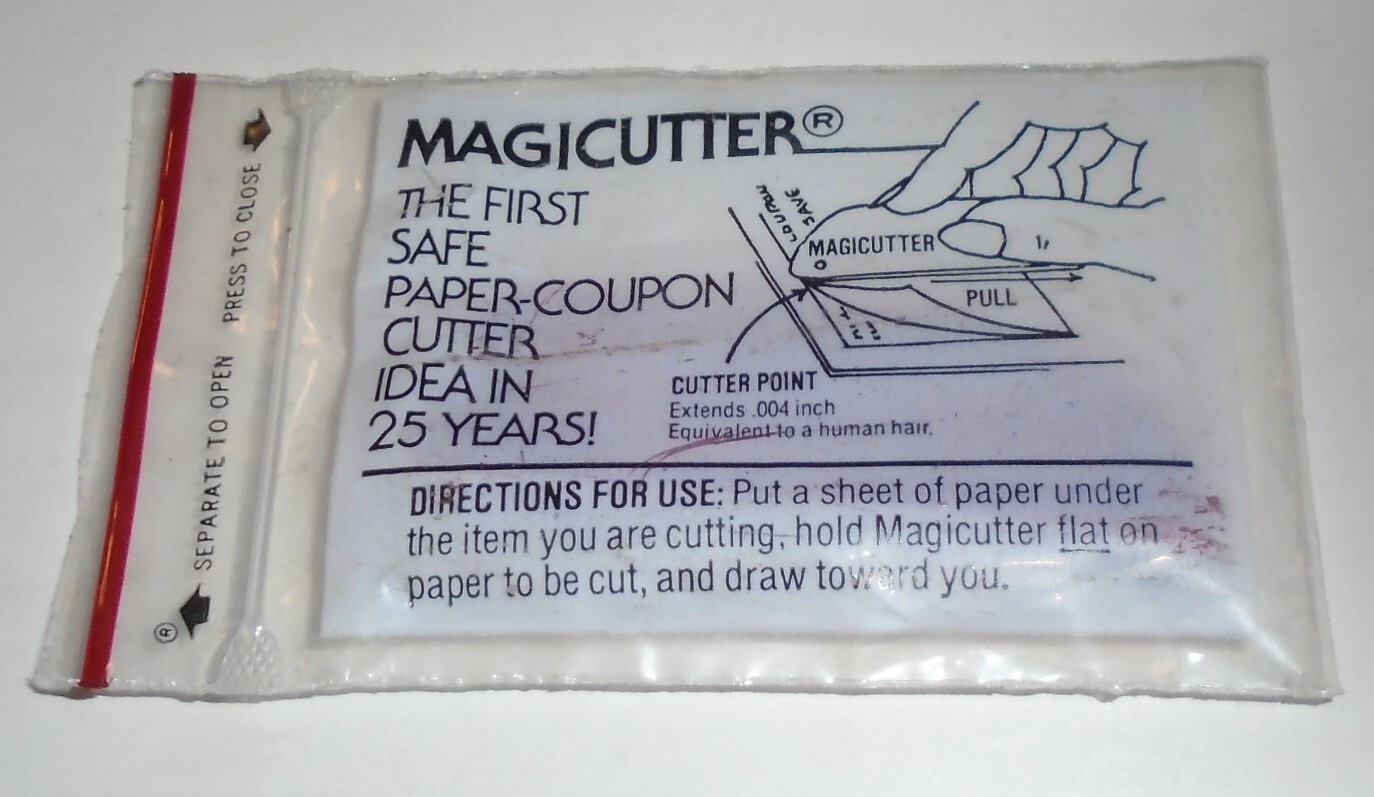 MAGICUTTER®
THE FIRST
SAFE
PAPER-COUPON
CUTTER
IDEA IN
25 YEARS!
SAVE
MAGICUTTER
PULL
CUTTER POINT
Extends .004 inch
Equivalent to a human hair.
DIRECTIONS FOR USE: Put a sheet of paper under
the item you are cutting, hold Magicutter flat on
paper to be cut, and draw toward you.
® SEPARATE TO OPEN PRESS TO CLOSE